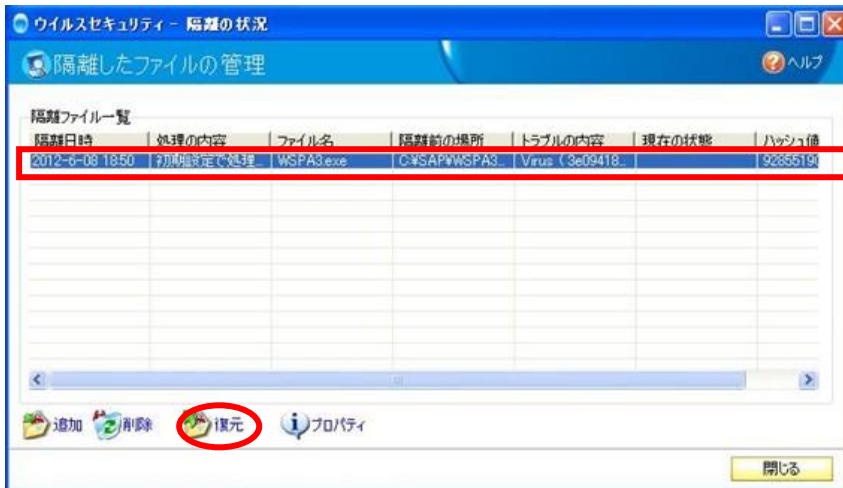 ウイルスセキュリティ - 隔離の状況
隔離したファイルの管理
ヘルプ
隔離ファイル一覧
隔離日時 処理の内容 ファイル名 隔離前の場所 トラブルの内容 現在の状態 ハッシュ値
2012-6-08 18:50 初期設定で処理... WSPA3.exe C:¥SAP¥WSPA3... Virus ( 3e09418... 92855190
追加 削除 復元 プロパティ
閉じる